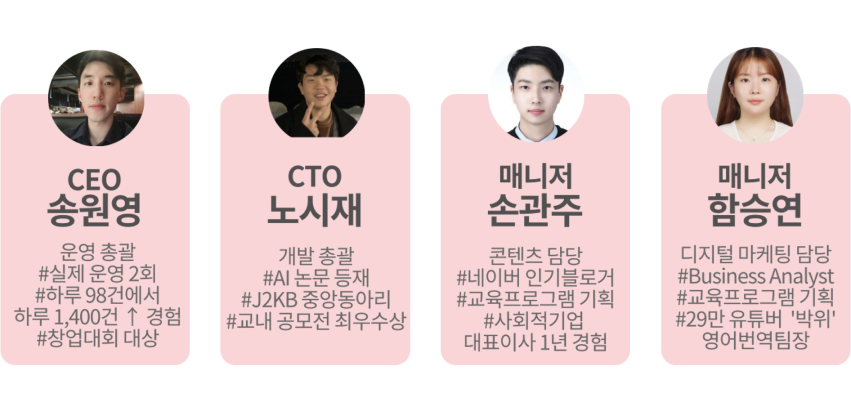 CEO
송원영
운영 총괄
#실제 운영 2회
#하루 98건에서
하루 1,400건 ↑ 경험
#창업대회 대상
CTO
노시재
개발 총괄
#AI 논문 등재
#J2KB 중앙동아리
#교내 공모전 최우수상
매니저
손관주
콘텐츠 담당
#네이버 인기블로거
#교육프로그램 기획
#사회적기업
대표이사 1년 경험
매니저
함승연
디지털 마케팅 담당
#Business Analyst
#교육프로그램 기획
#29만 유튜버 '박위'
영어번역팀장